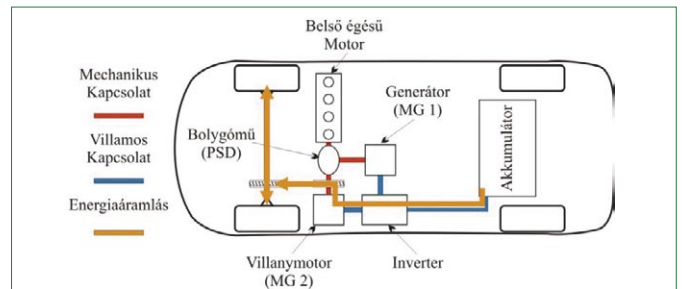 Belső égésű
Motor
Mechanikus
Kapcsolat
Generátor
(MG 1)
Bolygómű
(PSD)
Villamos
Kapcsolat
Akkumulátor
Energiaáramlás
Villanymotor
(MG 2)
Inverter